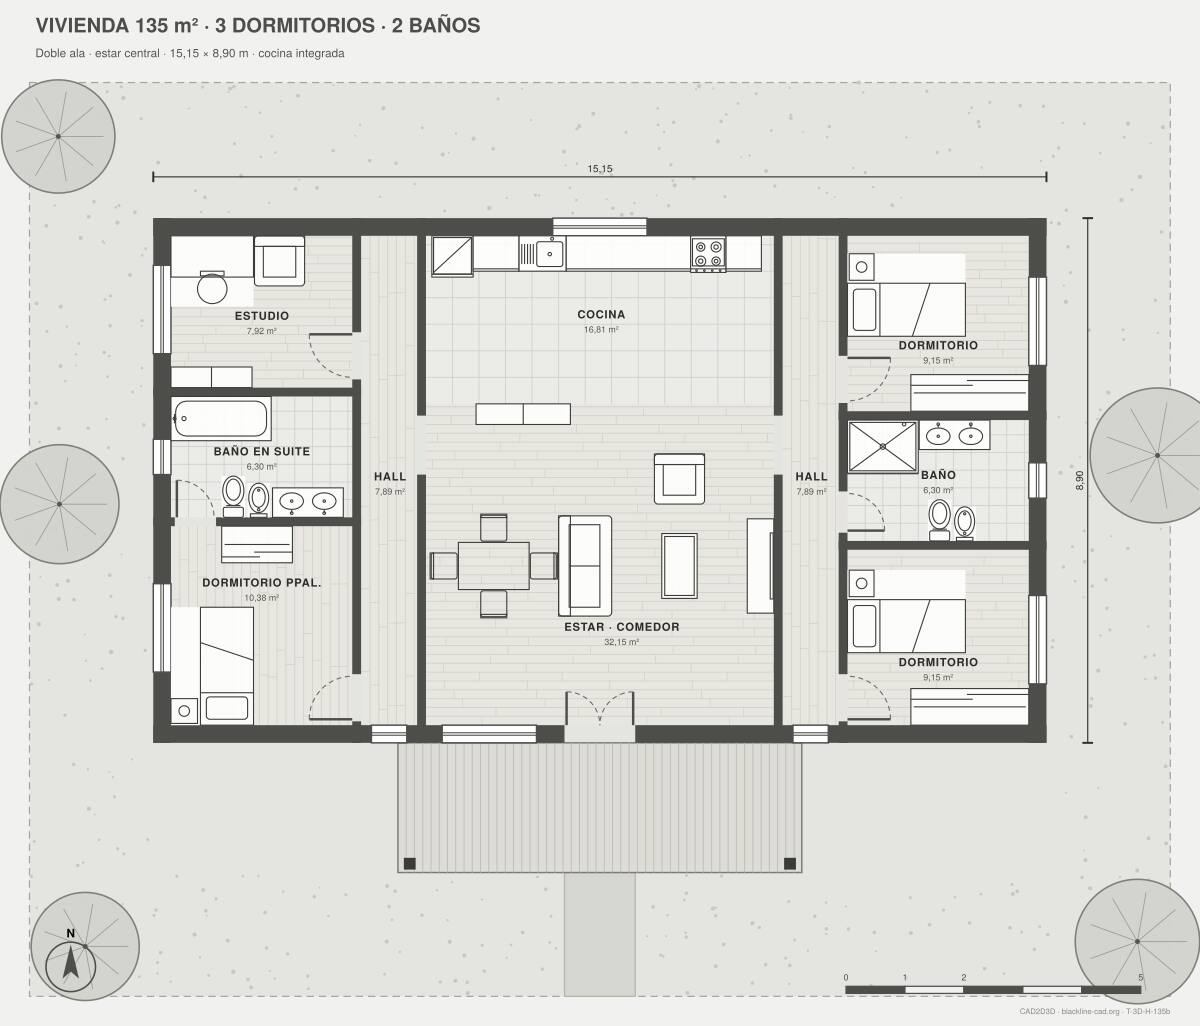 VIVIENDA 135 m² · 3 DORMITORIOS · 2 BAÑOS
Doble ala · estar central · 15,15 × 8,90 m · cocina integrada
15,15
ESTUDIO
7,92 m²
COCINA
16,81 m²
DORMITORIO
9,15 m²
BAÑO EN SUITE
6,30 m²
HALL
7,89 m²
HALL
7,89 m²
BAÑO
6,30 m²
8,90
DORMITORIO PPAL.
10,38 m²
ESTAR · COMEDOR
32,15 m²
DORMITORIO
9,15 m²
N
0 1 2 5
CAD2D3D · blackline-cad.org · T-3D-H-135b